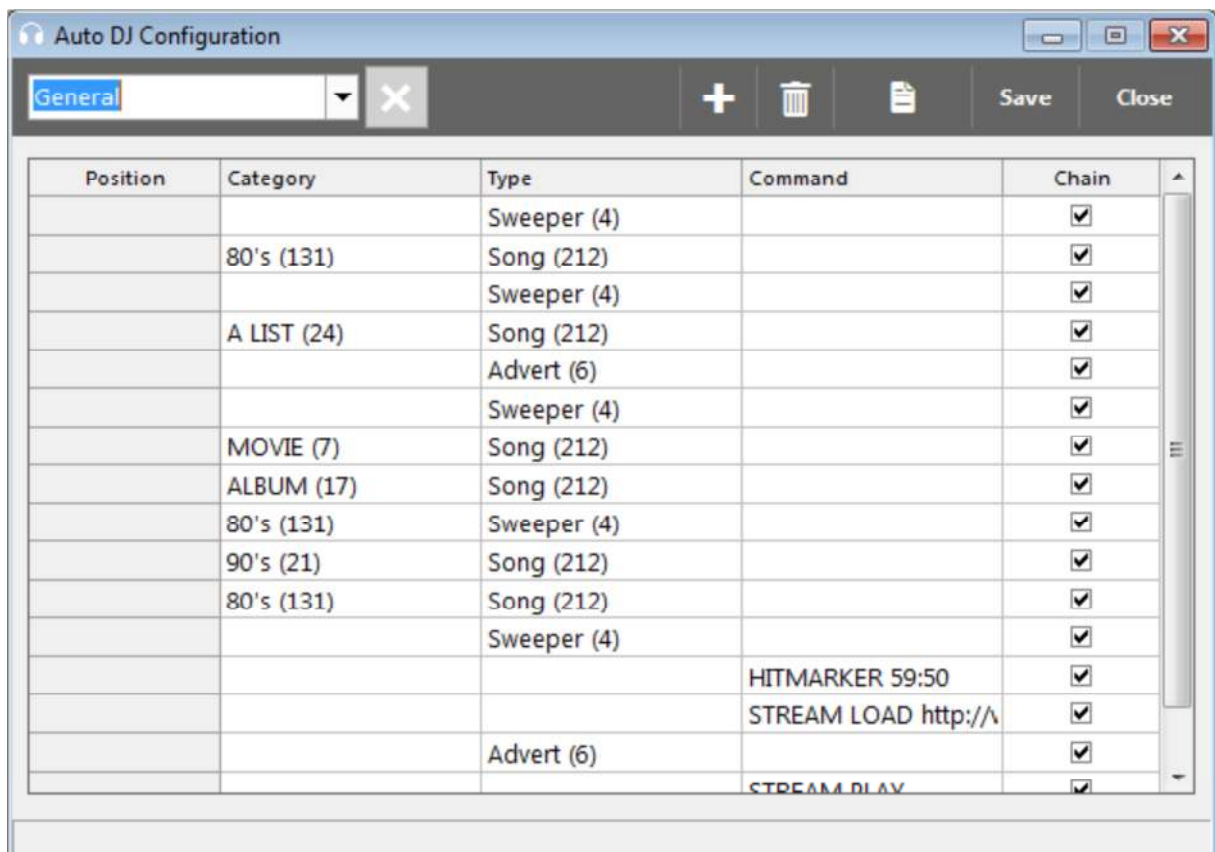 Auto DJ Configuration
General Save Close
Position Category Type Command Chain
Sweeper (4)
80's (131) Song (212)
Sweeper (4)
A LIST (24) Song (212)
Advert (6)
Sweeper (4)
MOVIE (7) Song (212)
ALBUM (17) Song (212)
80's (131) Sweeper (4)
90's (21) Song (212)
80's (131) Song (212)
Sweeper (4)
HITMARKER 59:50
STREAM LOAD http://
Advert (6)
STREAM PLAY